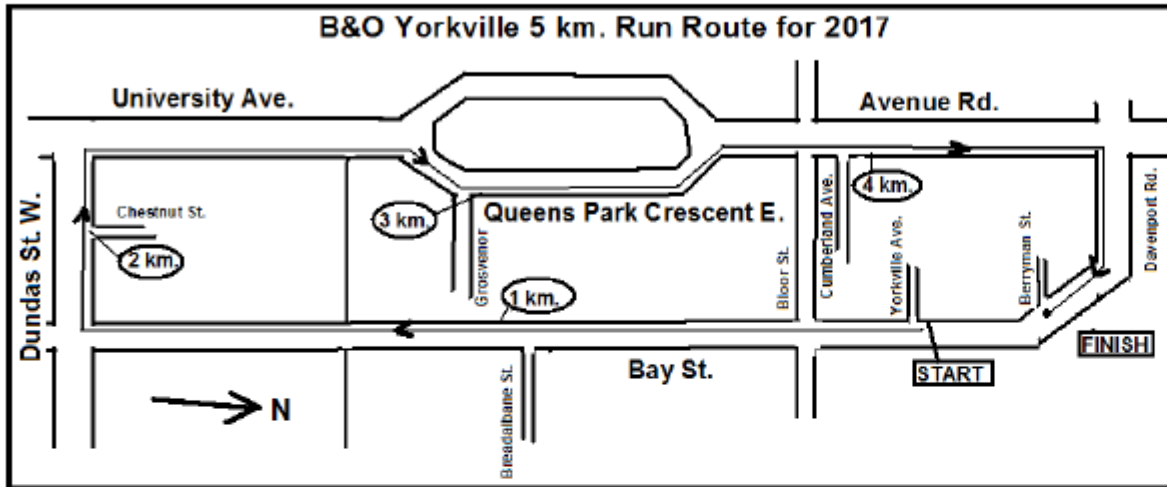 B&O Yorkville 5 km. Run Route for 2017
University Ave.
Avenue Rd.
Dundas St. W.
Chestnut St.
2 km.
3 km.
Queens Park Crescent E.
Grosvenor
1 km.
Bloor St.
Cumberland Ave.
4 km.
Yorkville Ave.
Berryman St.
Davenport Rd.
FINISH
START
Bay St.
Breadalbane St.
N